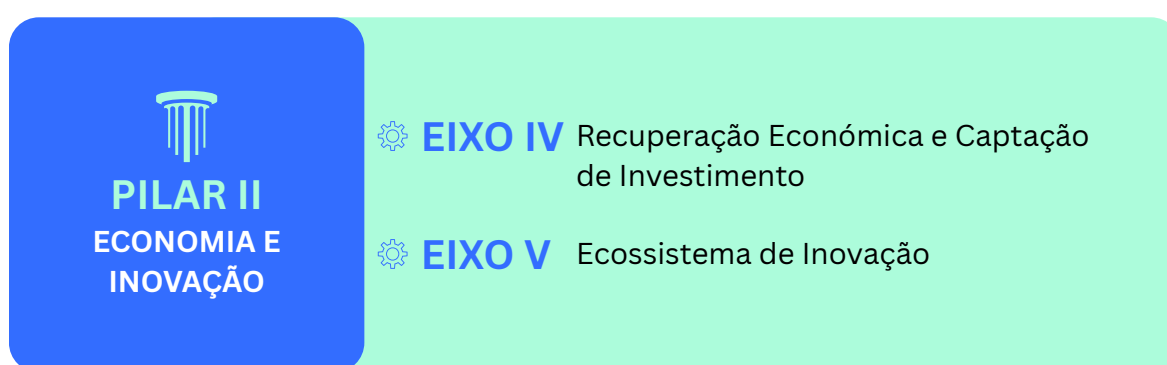 PILAR II
ECONOMIA E
INOVAÇÃO
EIXO IV Recuperação Económica e Captação
de Investimento
EIXO V Ecossistema de Inovação